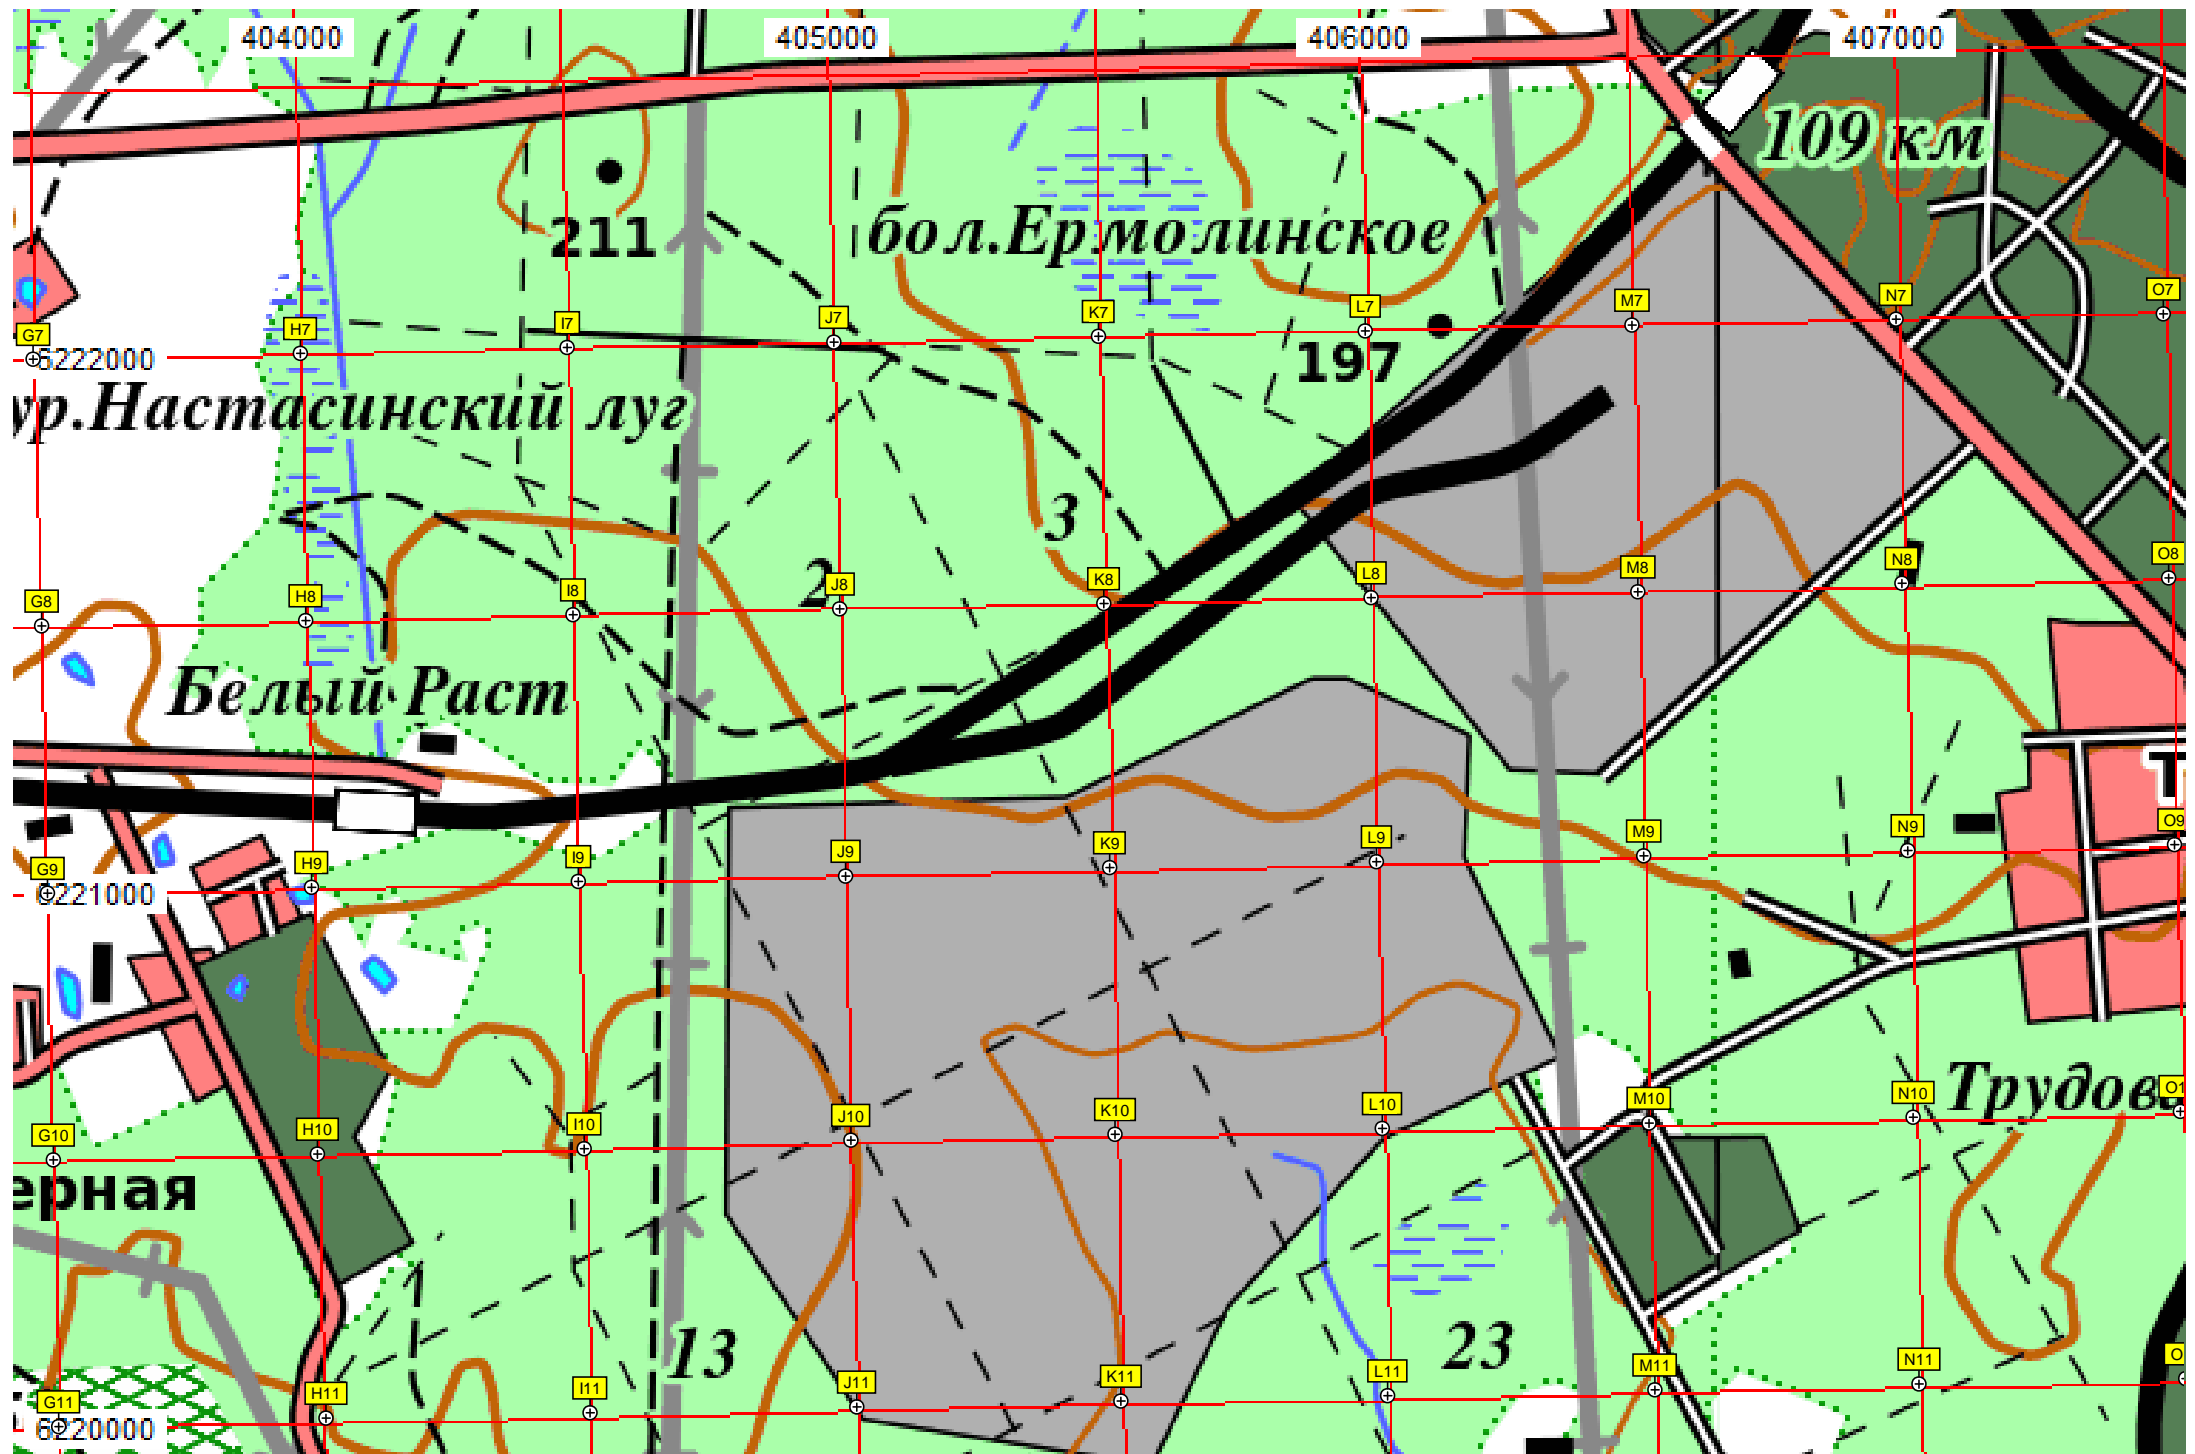 404000 405000 406000 407000
109 км
211 бол.Ермолинское
G7 H7 I7 J7 K7 L7 M7 N7 O7
6222000
197
ур.Настасинский луг
3
2
G8 H8 I8 J8 K8 L8 M8 N8 O8
Белый Раст
Т
G9 H9 I9 J9 K9 L9 M9 N9 O9
6221000
Трудов
G10 H10 I10 J10 K10 L10 M10 N10 O1
ерная
13
23
G11 H11 I11 J11 K11 L11 M11 N11 O
6220000